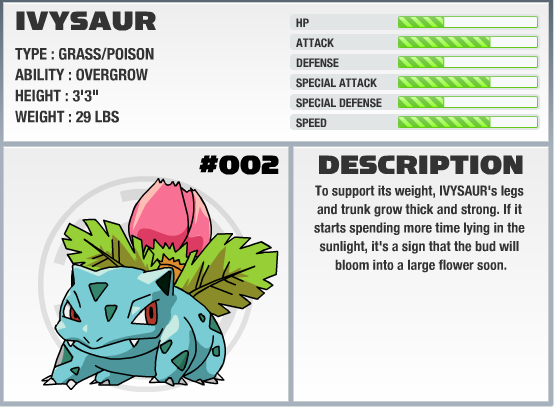 IVYSAUR
TYPE : GRASS/POISON
ABILITY : OVERGROW
HEIGHT : 3'3"
WEIGHT : 29 LBS
HP
ATTACK
DEFENSE
SPECIAL ATTACK
SPECIAL DEFENSE
SPEED
#002
DESCRIPTION
To support its weight, IVYSAUR's legs
and trunk grow thick and strong. If it
starts spending more time lying in the
sunlight, it's a sign that the bud will
bloom into a large flower soon.